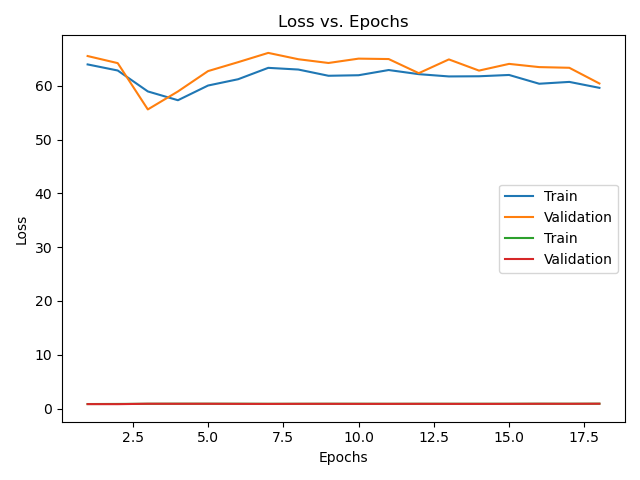 Loss vs. Epochs
Loss
60
50
40
30
20
10
0
Train
Validation
Train
Validation
2.5 5.0 7.5 10.0 12.5 15.0 17.5
Epochs